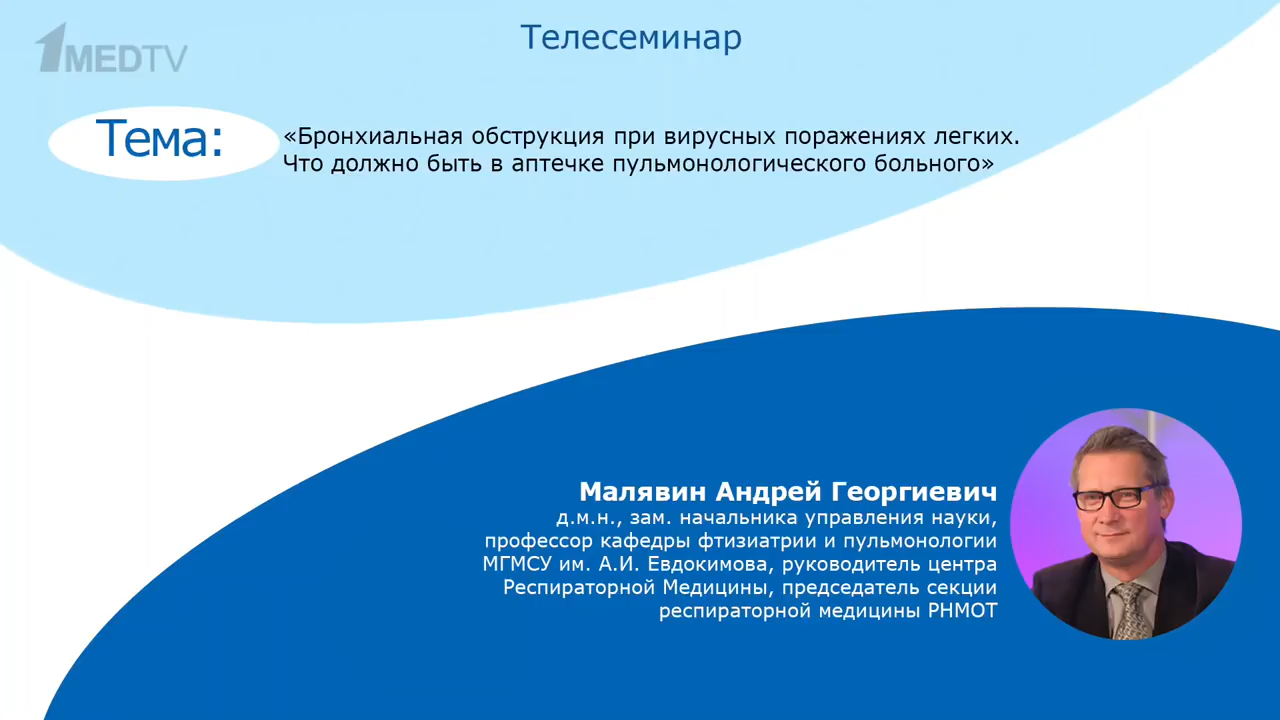 1MEDTV
Телесеминар
Тема:
«Бронхиальная обструкция при вирусных поражениях легких.
Что должно быть в аптечке пульмонологического больного»
Малявин Андрей Георгиевич
д.м.н., зам. начальника управления науки,
профессор кафедры фтизиатрии и пульмонологии
МГМСУ им. А.И. Евдокимова, руководитель центра
Респираторной Медицины, председатель секции
респираторной медицины РНМОТ